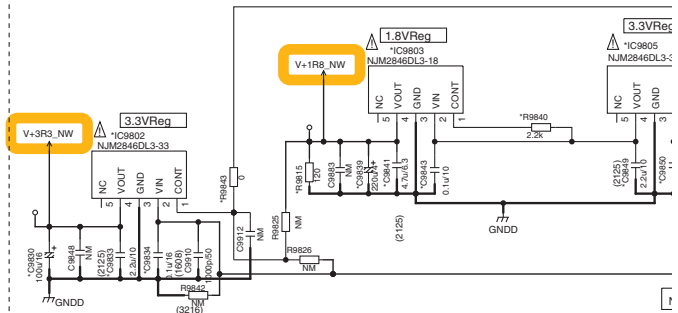 3.3VReg
*IC9805
NJM2846DL3-3
1.8VReg
*IC9803
NJM2846DL3-18
V+1R8_NW
NC
VOUT
GND
VIN
CONT
5 4 3 2 1
NC
VOUT
GND
5 4 3
*R9840
2.2k
V+3R3_NW
3.3VReg
*IC9802
NJM2846DL3-33
NC
VOUT
GND
VIN
CONT
5 4 3 2 1
*R9843
0
*R9815
120
C9883
NM
*C9839
220u/4
*C9841
4.7u/6.3
(2125)
*C9843
0.1u/10
(2125)
*C9849
2.2u/10
*C9850
GNDD
R9825
NM
R9826
NM
C9912
NM
*C9830
100u/16
C9848
NM
(2125)
*C9833
2.2u/10
*C9834
0.1u/16
(1608)
C9910
1000p/50
R9842
NM
(3216)
GNDD